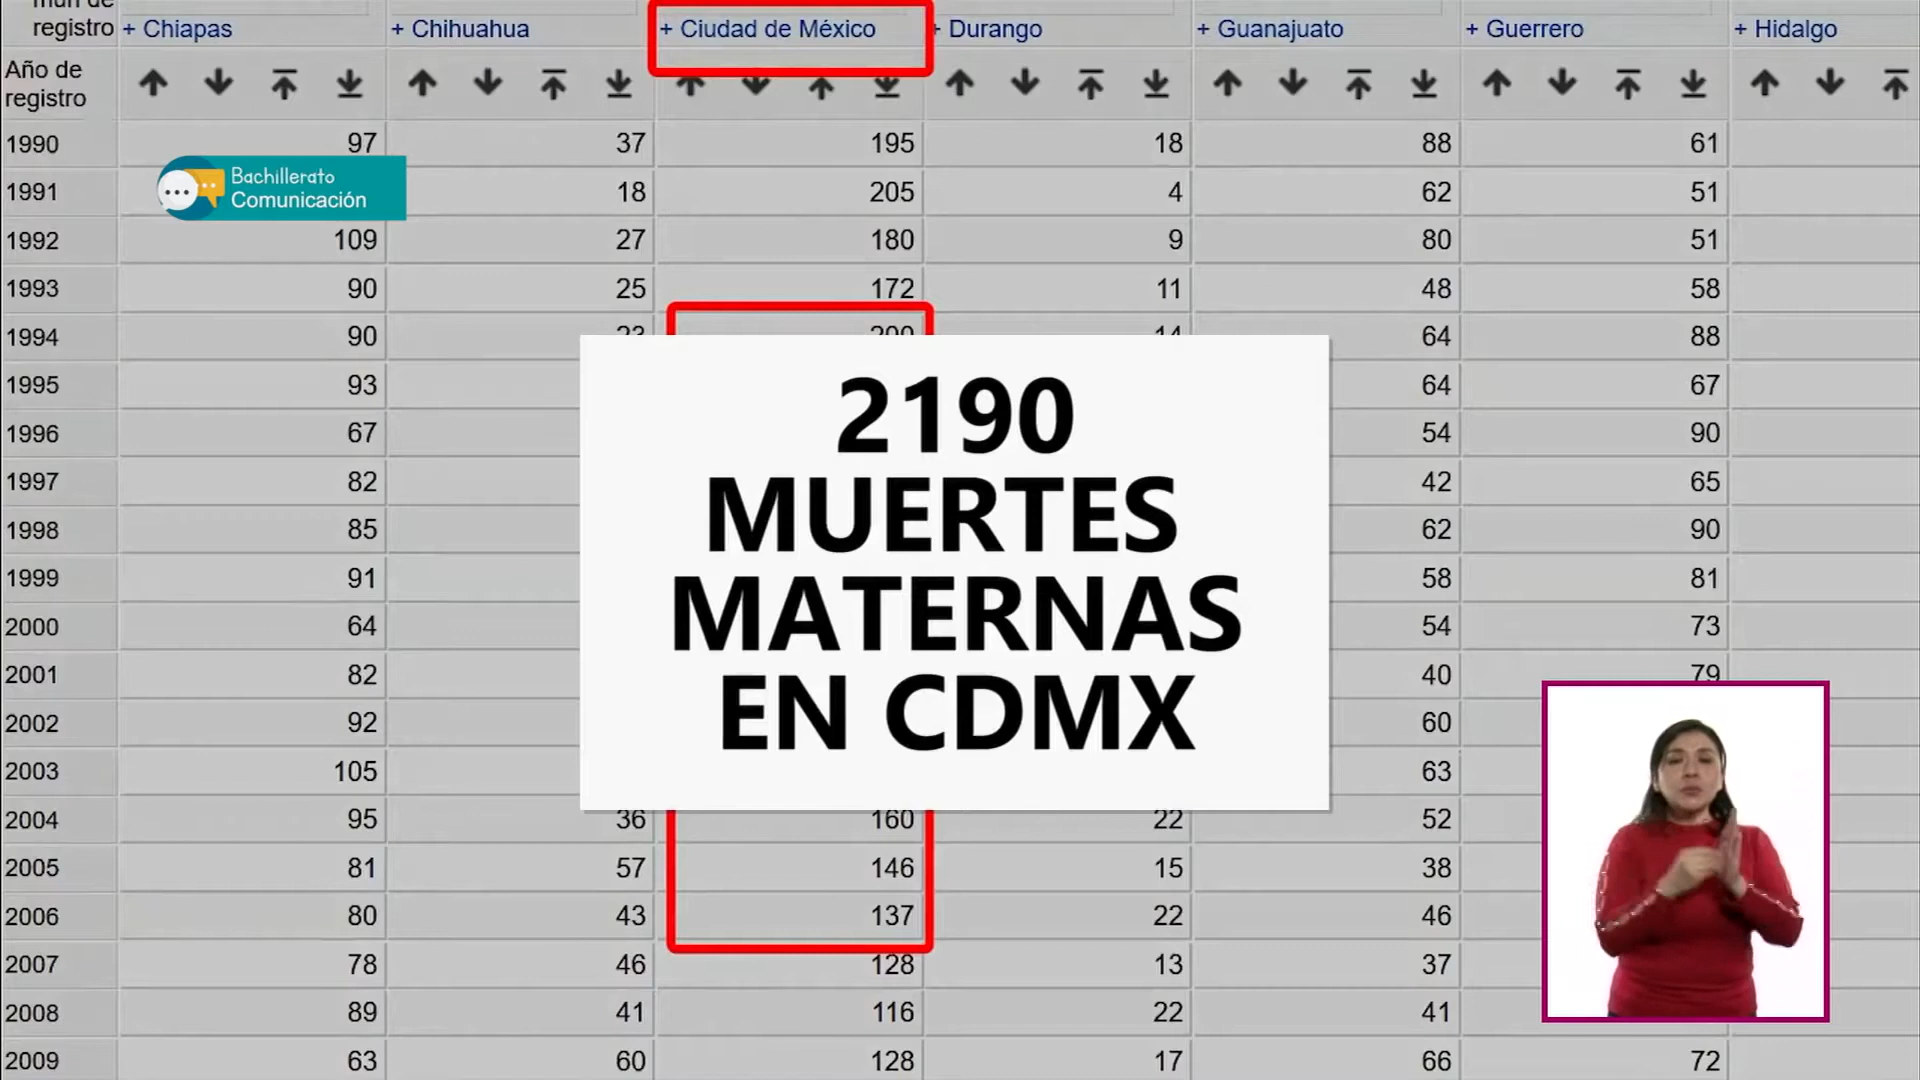 mun de
registro + Chiapas + Chihuahua + Ciudad de México + Durango + Guanajuato + Guerrero + Hidalgo
Año de
registro
1990 97 37 195 18 88 61
Bachillerato
Comunicación
1991 18 205 4 62 51
1992 109 27 180 9 80 51
1993 90 25 172 11 48 58
1994 90 64 88
1995 93 64 67
1996 67 54 90
1997 82 42 65
1998 85 62 90
1999 91 58 81
2000 64 54 73
2001 82 40 79
2002 92 60
2003 105 63
2190
MUERTES
MATERNAS
EN CDMX
2004 95 36 160 22 52
2005 81 57 146 15 38
2006 80 43 137 22 46
2007 78 46 128 13 37
2008 89 41 116 22 41
2009 63 60 128 17 66 72